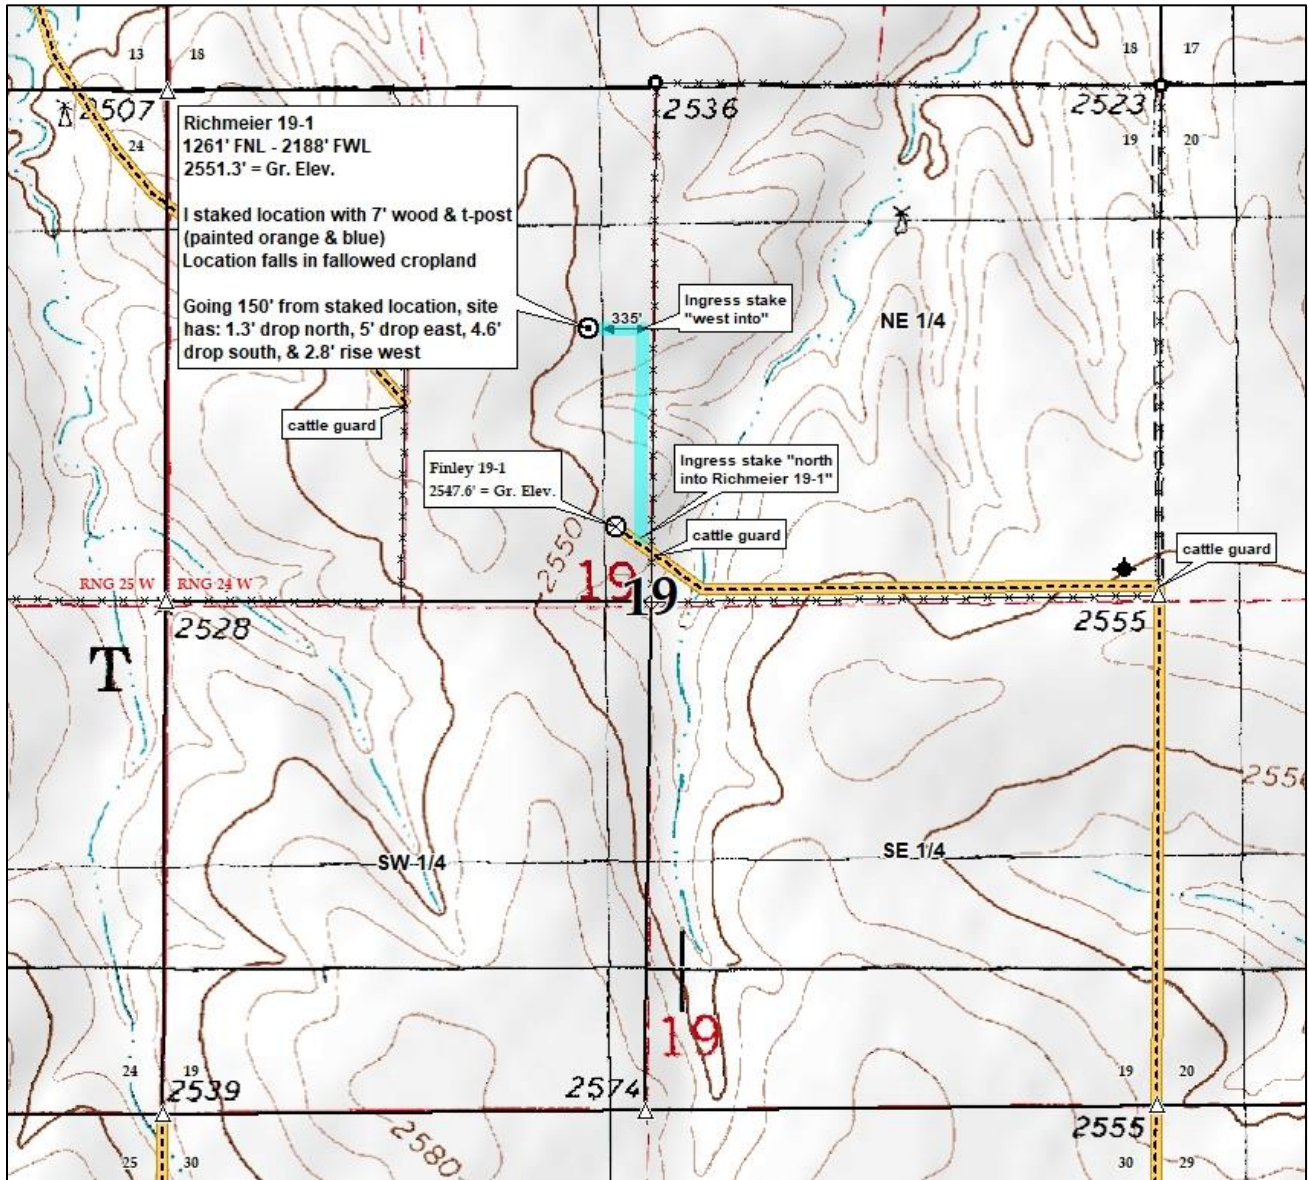 13 18
18 17
2507
2536
2523
24
19 20
Richmeier 19-1
1261' FNL - 2188' FWL
2551.3' = Gr. Elev.
I staked location with 7' wood & t-post
(painted orange & blue)
Location falls in fallowed cropland
Going 150' from staked location, site
has: 1.3' drop north, 5' drop east, 4.6'
drop south, & 2.8' rise west
335'
Ingress stake
"west into"
NE 1/4
cattle guard
Finley 19-1
2547.6' = Gr. Elev.
Ingress stake "north
into Richmeier 19-1"
cattle guard
cattle guard
2550
19
19
RNG 25 W RNG 24 W
2528
2555
T
SW 1/4
SE 1/4
19
24 19
2539
2574
19 20
2555
2580
25 30
30 29